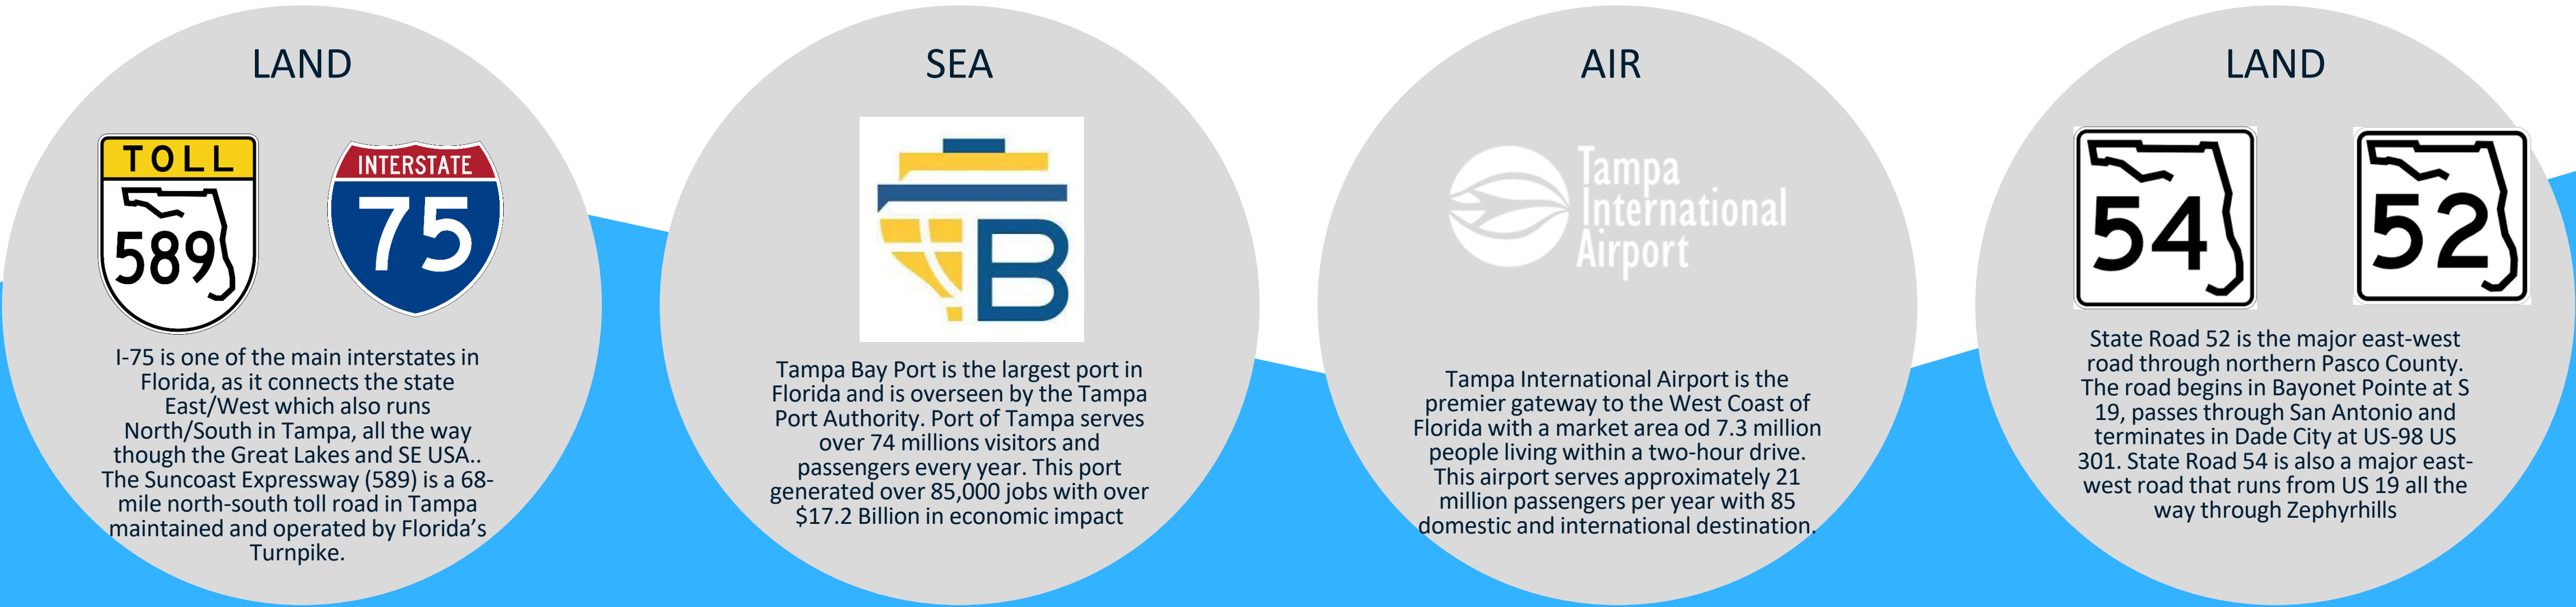 LAND
TOLL
589
INTERSTATE
75
I-75 is one of the main interstates in
Florida, as it connects the state
East/West which also runs
North/South in Tampa, all the way
though the Great Lakes and SE USA..
The Suncoast Expressway (589) is a 68-
mile north-south toll road in Tampa
maintained and operated by Florida’s
Turnpike.
SEA
B
Tampa Bay Port is the largest port in
Florida and is overseen by the Tampa
Port Authority. Port of Tampa serves
over 74 millions visitors and
passengers every year. This port
generated over 85,000 jobs with over
$17.2 Billion in economic impact
AIR
Tampa
International
Airport
Tampa International Airport is the
premier gateway to the West Coast of
Florida with a market area od 7.3 million
people living within a two-hour drive.
This airport serves approximately 21
million passengers per year with 85
domestic and international destination.
LAND
54
52
State Road 52 is the major east-west
road through northern Pasco County.
The road begins in Bayonet Pointe at S
19, passes through San Antonio and
terminates in Dade City at US-98 US
301. State Road 54 is also a major east-
west road that runs from US 19 all the
way through Zephyrhills